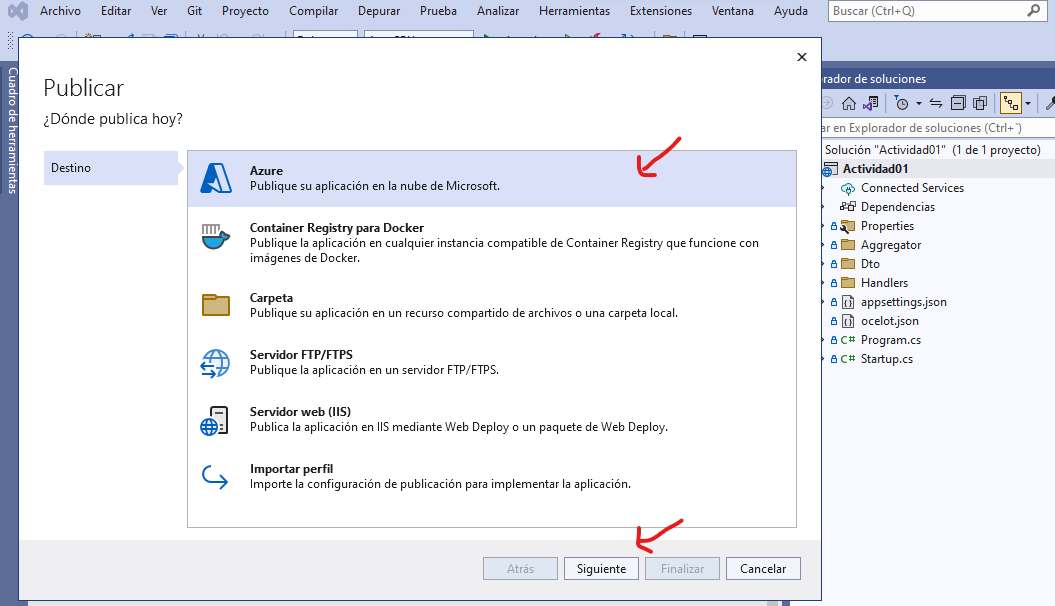 Archivo Editar Ver Git Proyecto Compilar Depurar Prueba Analizar Herramientas Extensiones Ventana Ayuda Buscar (Ctrl+Q)
Cuadro de herramientas
Publicar
¿Dónde publica hoy?
Destino
Azure
Publique su aplicación en la nube de Microsoft.
Container Registry para Docker
Publique la aplicación en cualquier instancia compatible de Container Registry que funcione con
imágenes de Docker.
Carpeta
Publique su aplicación en un recurso compartido de archivos o una carpeta local.
Servidor FTP/FTPS
Publique la aplicación en un servidor FTP/FTPS.
Servidor web (IIS)
Publica la aplicación en IIS mediante Web Deploy o un paquete de Web Deploy.
Importar perfil
Importe la configuración de publicación para implementar la aplicación.
Atrás Siguiente Finalizar Cancelar
rador de soluciones
ar en Explorador de soluciones (Ctrl+¨)
Solución "Actividad01" (1 de 1 proyecto)
Actividad01
Connected Services
Dependencias
Properties
Aggregator
Dto
Handlers
appsettings.json
ocelot.json
C# Program.cs
C# Startup.cs